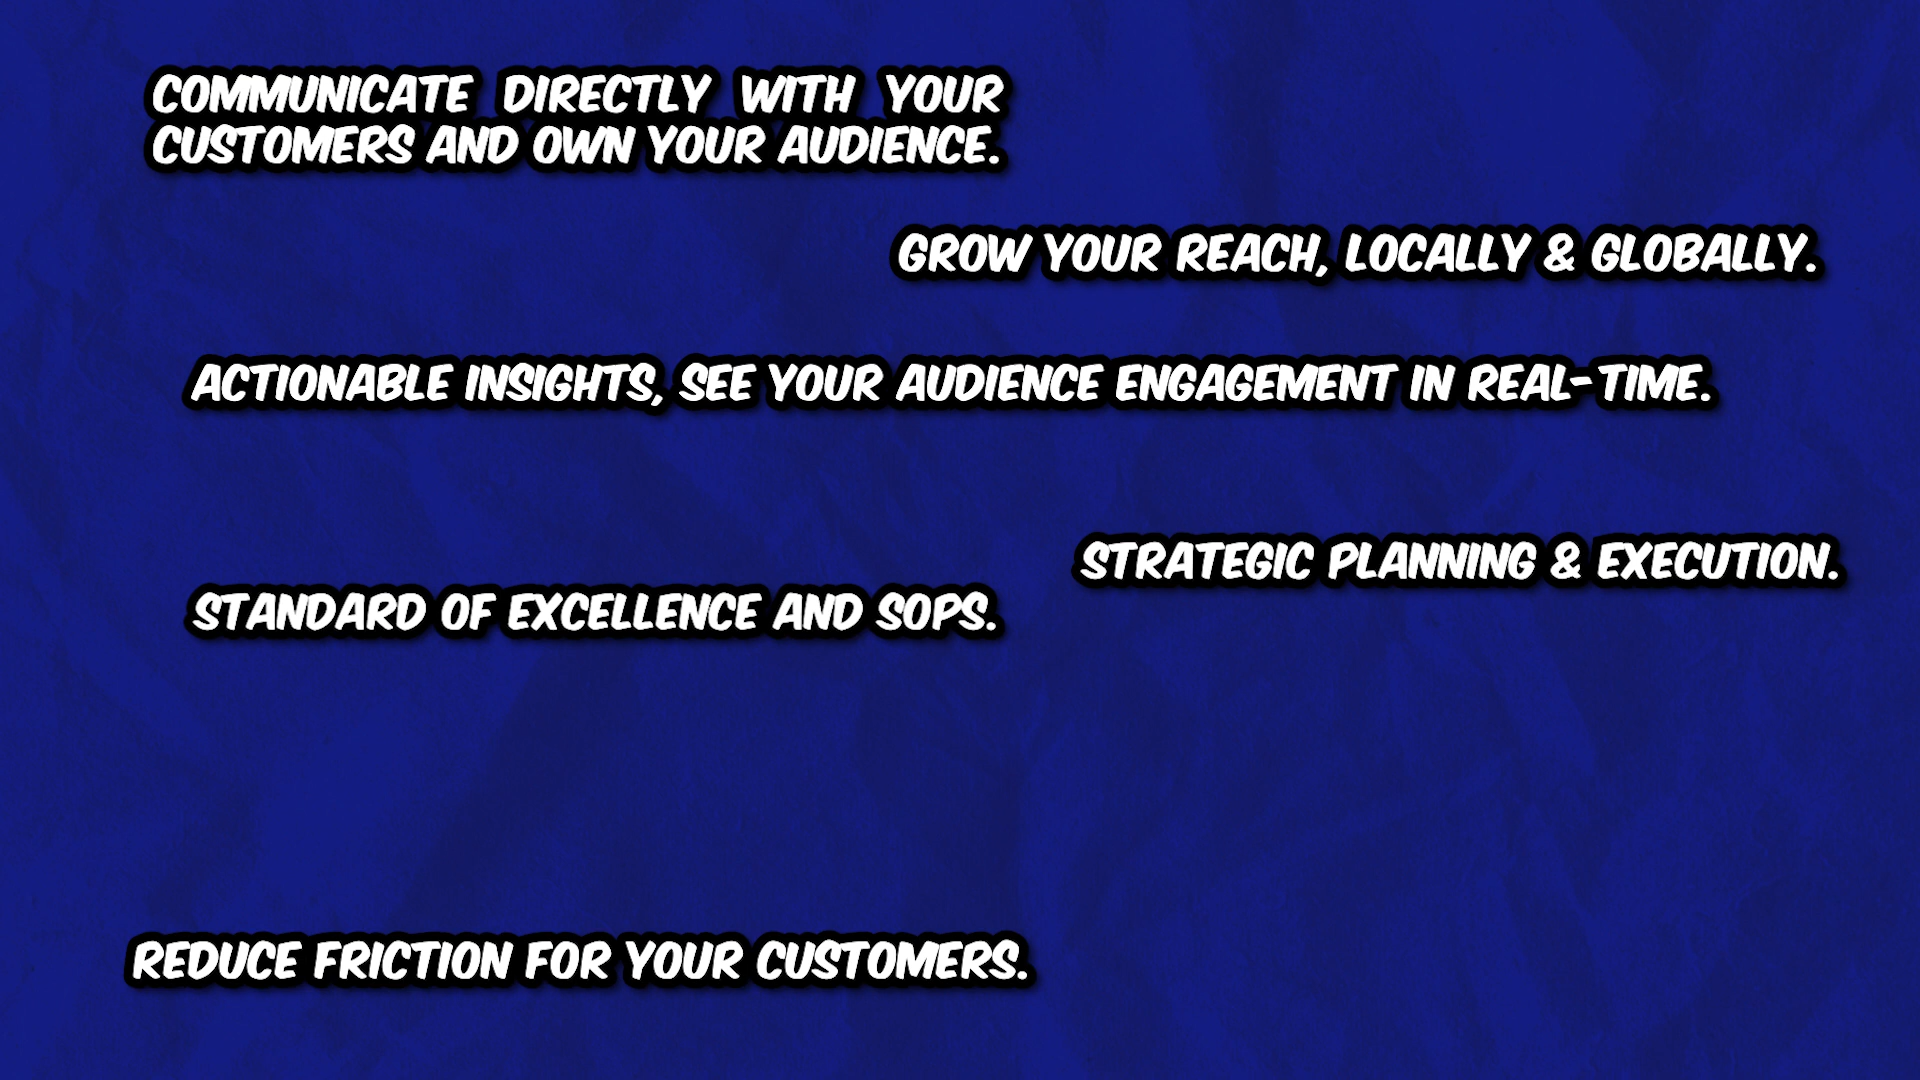 COMMUNICATE DIRECTLY WITH YOUR
CUSTOMERS AND OWN YOUR AUDIENCE.
GROW YOUR REACH, LOCALLY & GLOBALLY.
ACTIONABLE INSIGHTS, SEE YOUR AUDIENCE ENGAGEMENT IN REAL-TIME.
STRATEGIC PLANNING & EXECUTION.
STANDARD OF EXCELLENCE AND SOPS.
REDUCE FRICTION FOR YOUR CUSTOMERS.